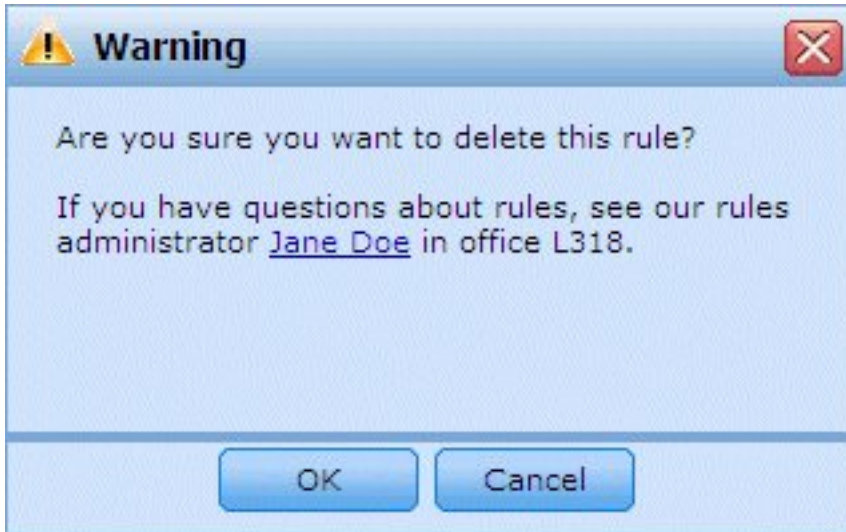 Warning
Are you sure you want to delete this rule?
If you have questions about rules, see our rules
administrator Jane Doe in office L318.
OK
Cancel